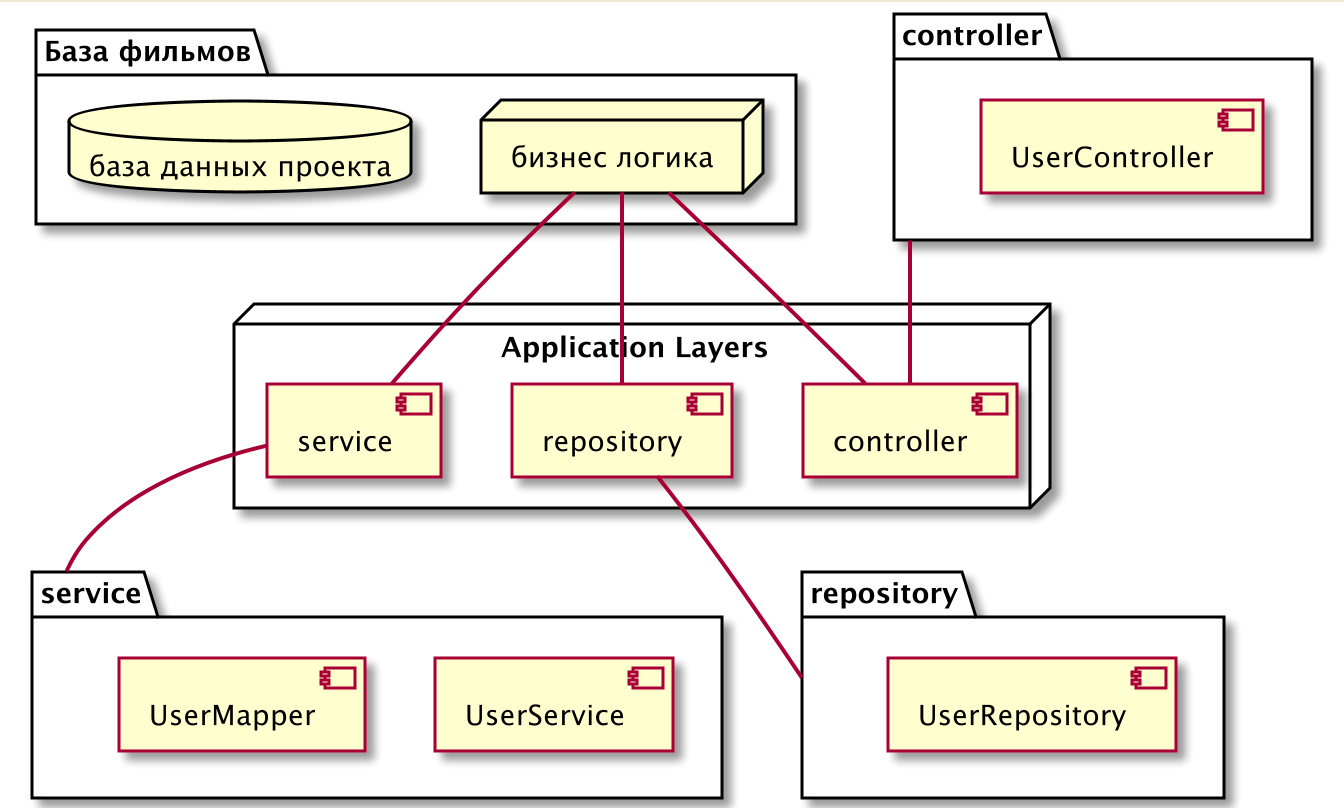 База фильмов
база данных проекта
бизнес логика
controller
UserController
Application Layers
service
repository
controller
service
UserMapper
UserService
repository
UserRepository